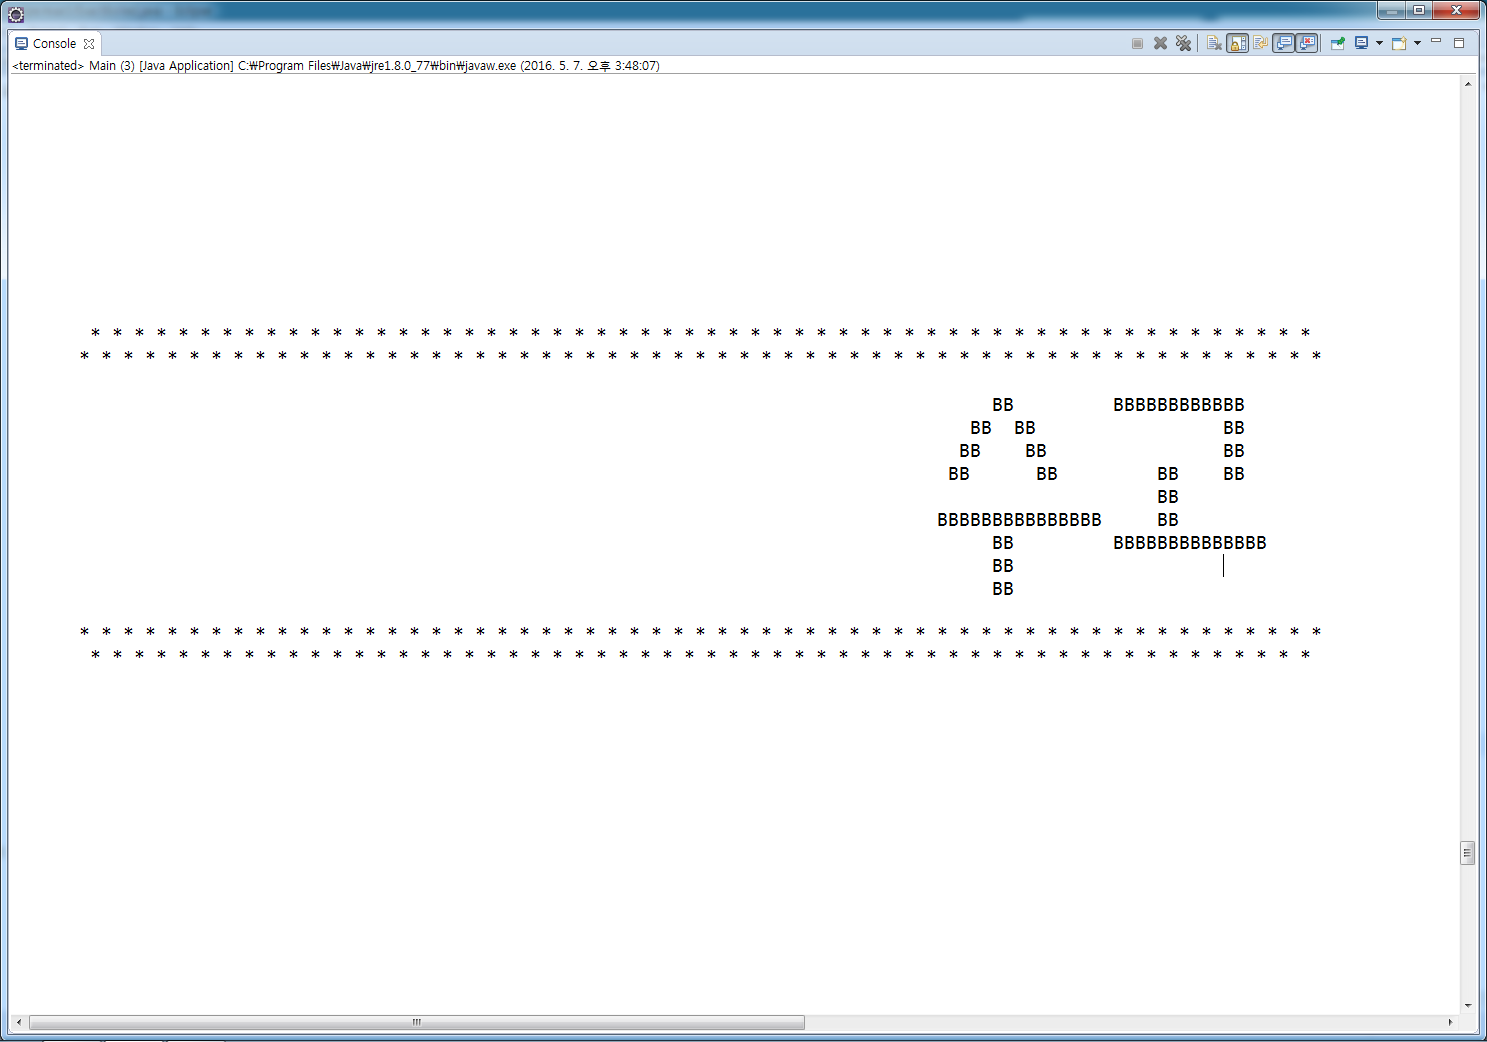 Console
<terminated> Main (3) [Java Application] C:₩Program Files₩Java₩jre1.8.0_77₩bin₩javaw.exe (2016. 5. 7. 오후 3:48:07)
* * * * * * * * * * * * * * * * * * * * * * * * * * * * * * * * * * * * * * * * * * * * * * * * * * * * * * * *
* * * * * * * * * * * * * * * * * * * * * * * * * * * * * * * * * * * * * * * * * * * * * * * * * * * * * * * * *
BB BBBBBBBBBBBB
BB BB BB
BB BB BB
BB BB BB BB
BB
BBBBBBBBBBBBBBB BB
BB BBBBBBBBBBBBBB
BB
BB
* * * * * * * * * * * * * * * * * * * * * * * * * * * * * * * * * * * * * * * * * * * * * * * * * * * * * * * * *
* * * * * * * * * * * * * * * * * * * * * * * * * * * * * * * * * * * * * * * * * * * * * * * * * * * * * * * *